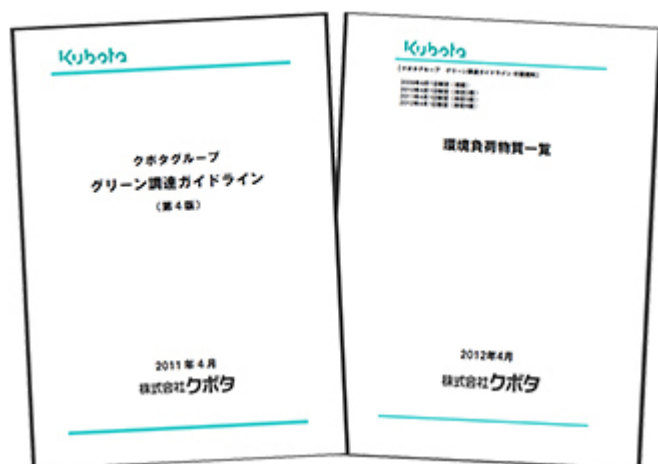 Kubota
クボタグループ
グリーン調達ガイドライン
（第4版）
2011年4月
株式会社クボタ
Kubota
環境負荷物質一覧
2012年4月
株式会社クボタ